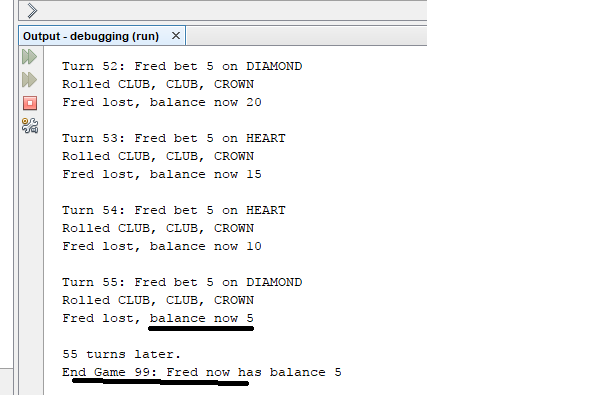 Output - debugging (run)
Turn 52: Fred bet 5 on DIAMOND
Rolled CLUB, CLUB, CROWN
Fred lost, balance now 20
Turn 53: Fred bet 5 on HEART
Rolled CLUB, CLUB, CROWN
Fred lost, balance now 15
Turn 54: Fred bet 5 on HEART
Rolled CLUB, CLUB, CROWN
Fred lost, balance now 10
Turn 55: Fred bet 5 on DIAMOND
Rolled CLUB, CLUB, CROWN
Fred lost, balance now 5
55 turns later.
End Game 99: Fred now has balance 5